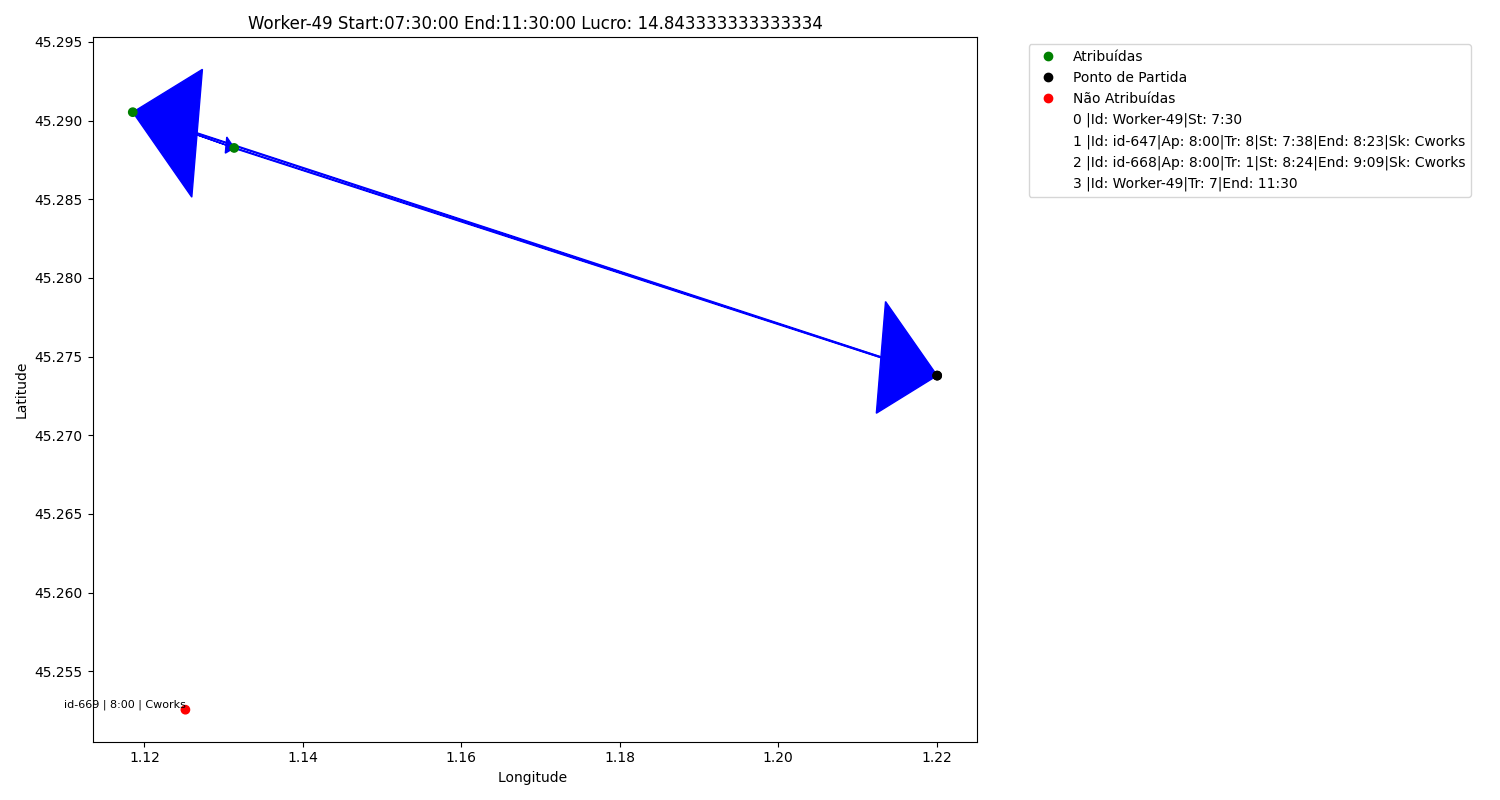 Worker-49 Start:07:30:00 End:11:30:00 Lucro: 14.843333333333334
45.295
45.290
45.285
45.280
45.275
45.270
45.265
45.260
45.255
Latitude
id-669 | 8:00 | Cworks
1.12 1.14 1.16 1.18 1.20 1.22
Longitude
Atribuídas
Ponto de Partida
Não Atribuídas
0 |Id: Worker-49|St: 7:30
1 |Id: id-647|Ap: 8:00|Tr: 8|St: 7:38|End: 8:23|Sk: Cworks
2 |Id: id-668|Ap: 8:00|Tr: 1|St: 8:24|End: 9:09|Sk: Cworks
3 |Id: Worker-49|Tr: 7|End: 11:30